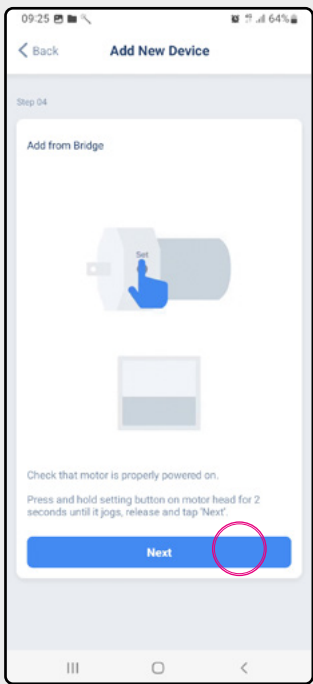 09:25 64%
Back Add New Device
Step 04
Add from Bridge
Set
Check that motor is properly powered on.
Press and hold setting button on motor head for 2
seconds until it jogs, release and tap 'Next'.
Next